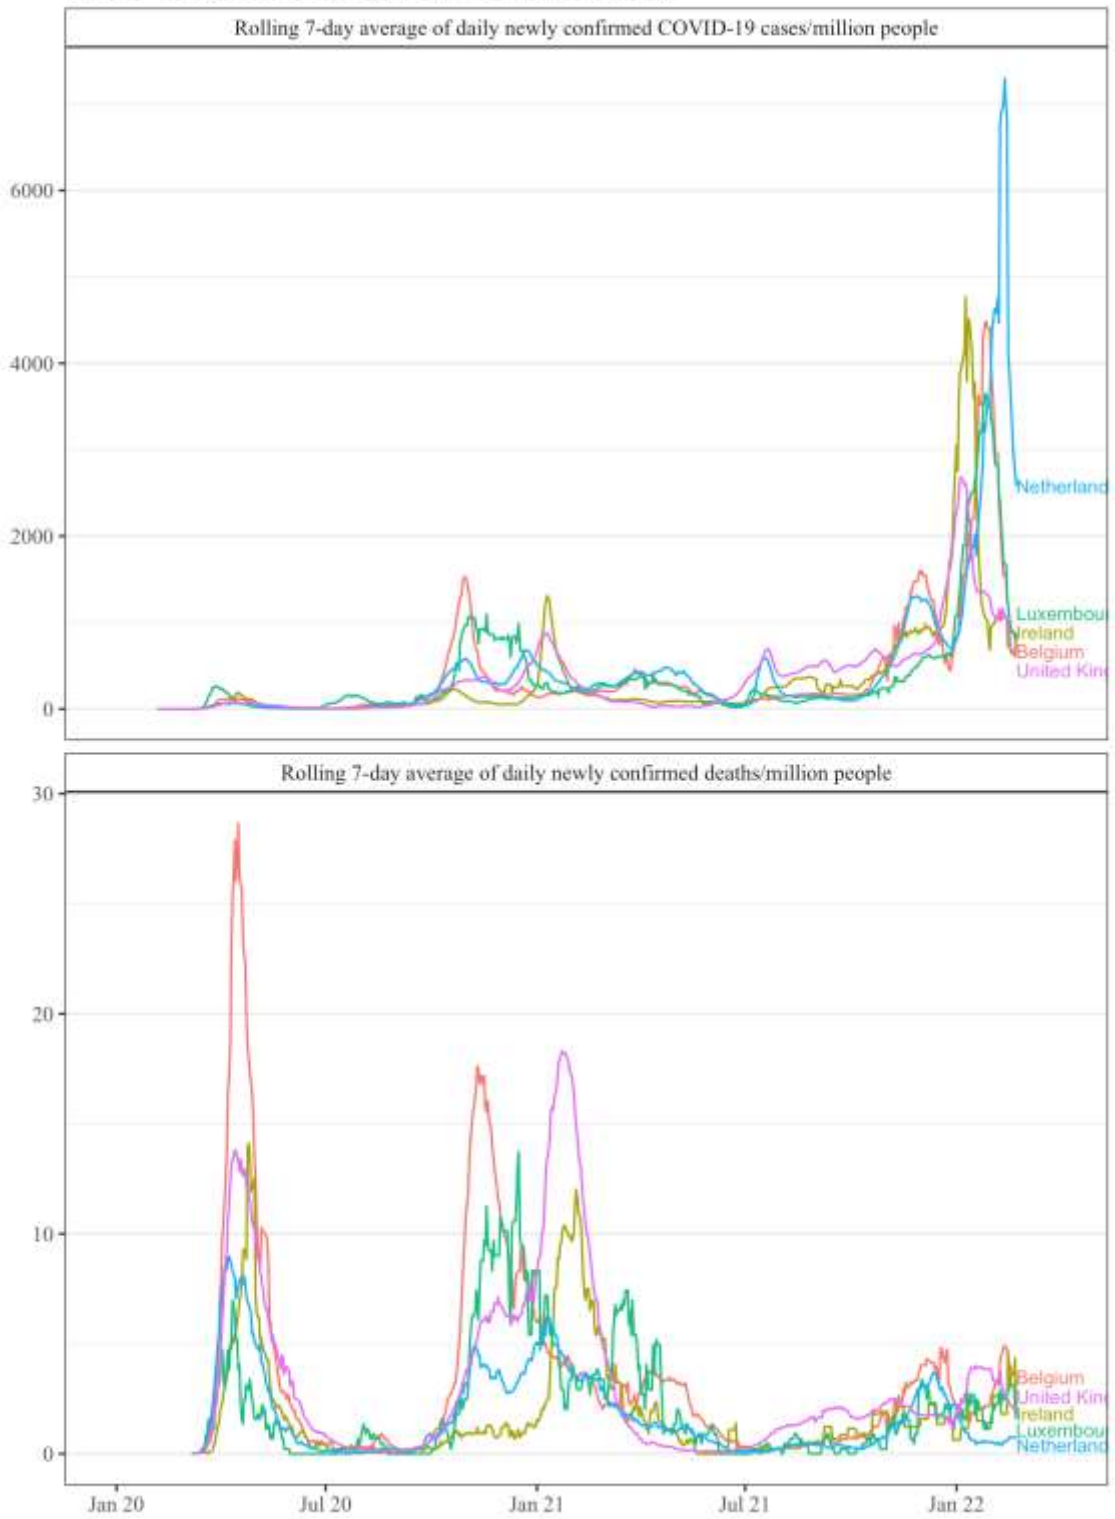 Rolling 7-day average of daily newly confirmed COVID-19 cases/million people
6000
4000
2000
0
Netherland
Luxembou
Ireland
Belgium
United Kin
Rolling 7-day average of daily newly confirmed deaths/million people
30
20
10
0
Belgium
United Kin
Ireland
Luxembou
Netherland
Jan 20
Jul 20
Jan 21
Jul 21
Jan 22